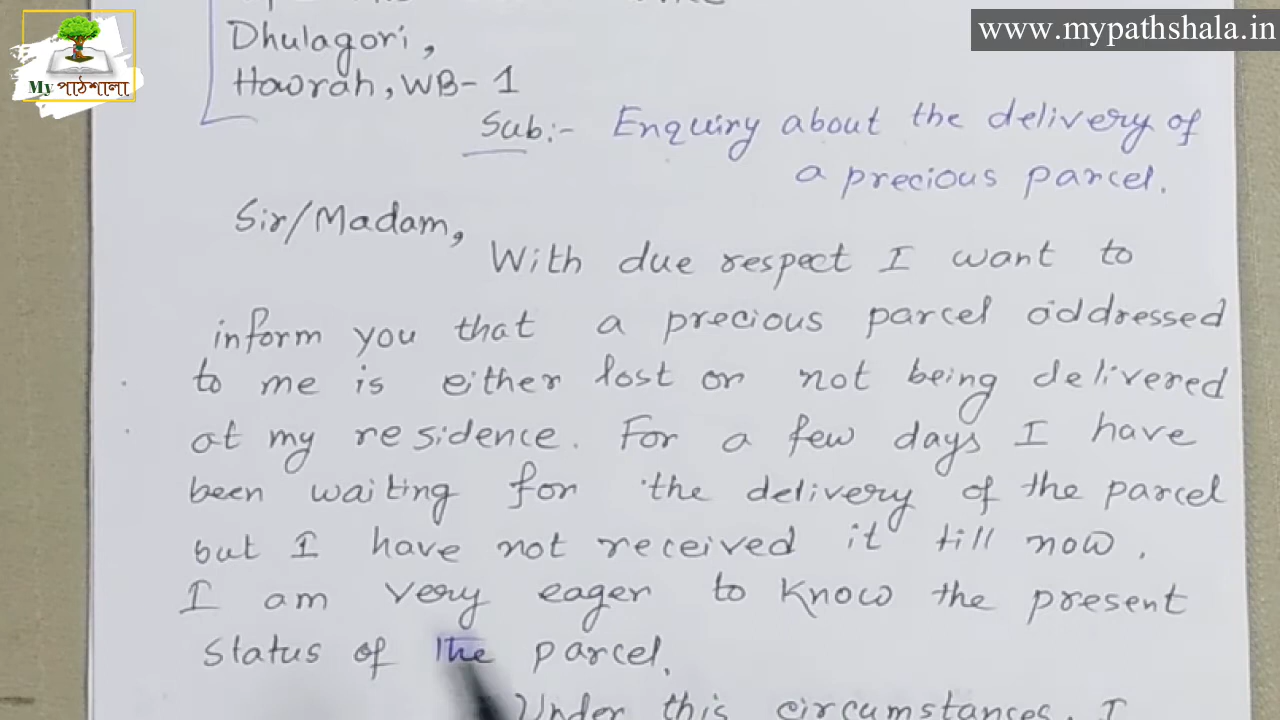 www.mypathshala.in
My পাঠশালা
Dhulagori,
Howrah, WB-1
Sub:- Enquiry about the delivery of
a precious parcel.
Sir/Madam,
With due respect I want to
inform you that a precious parcel addressed
to me is either lost or not being delivered
at my residence. For a few days I have
been waiting for the delivery of the parcel
but I have not received it till now.
I am very eager to know the present
status of the parcel.
Under this circumstances, I